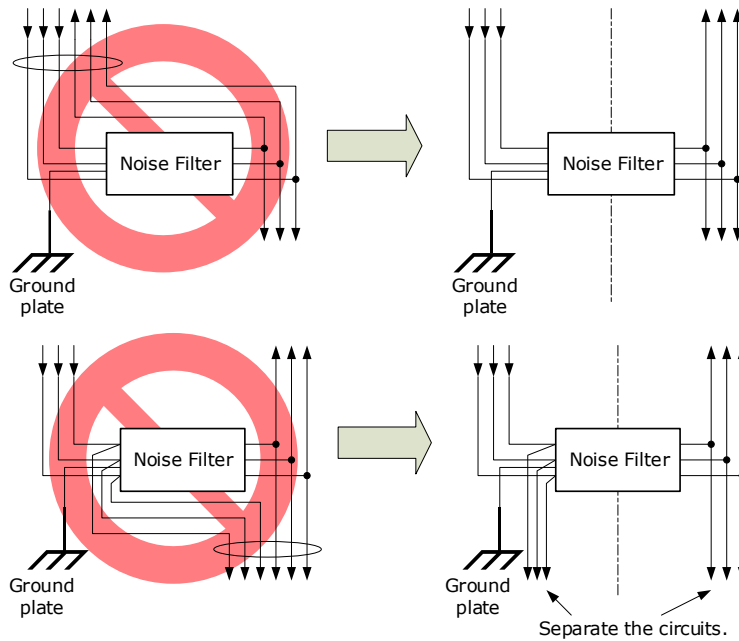 Noise Filter
Ground
plate
Noise Filter
Ground
plate
Noise Filter
Ground
plate
Noise Filter
Ground
plate
Separate the circuits.